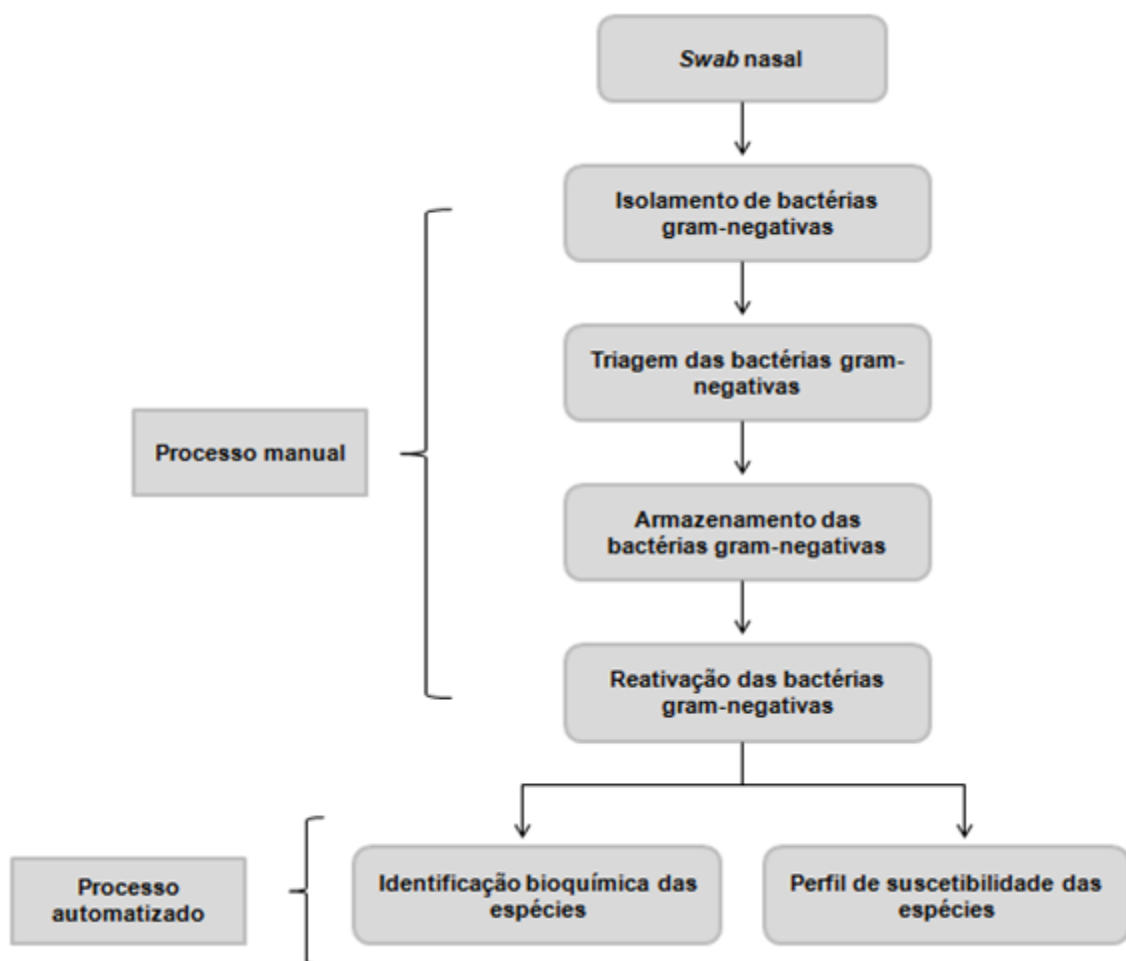 Swab nasal
Isolamento de bactérias
gram-negativas
Triagem das bactérias gram-
negativas
Processo manual
Armazenamento das
bactérias gram-negativas
Reativação das bactérias
gram-negativas
Processo
automatizado
Identificação bioquímica das
espécies
Perfil de suscetibilidade das
espécies